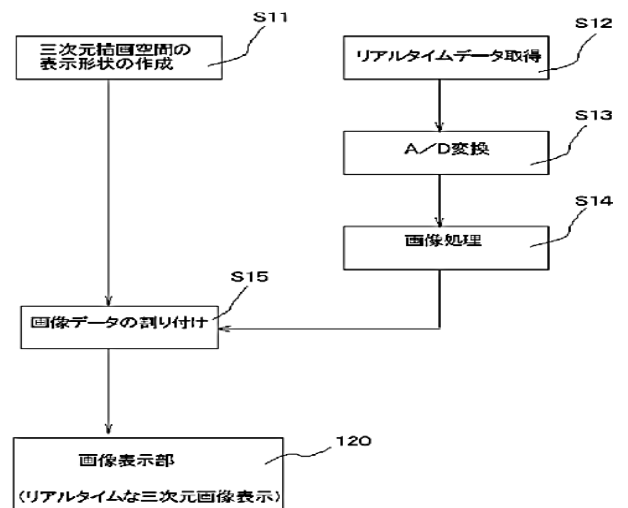 S11
三次元描画空間の
表示形状の作成
S12
リアルタイムデータ取得
S13
A／D変換
S14
画像処理
S15
画像データの割り付け
120
画像表示部
(リアルタイムな三次元画像表示)